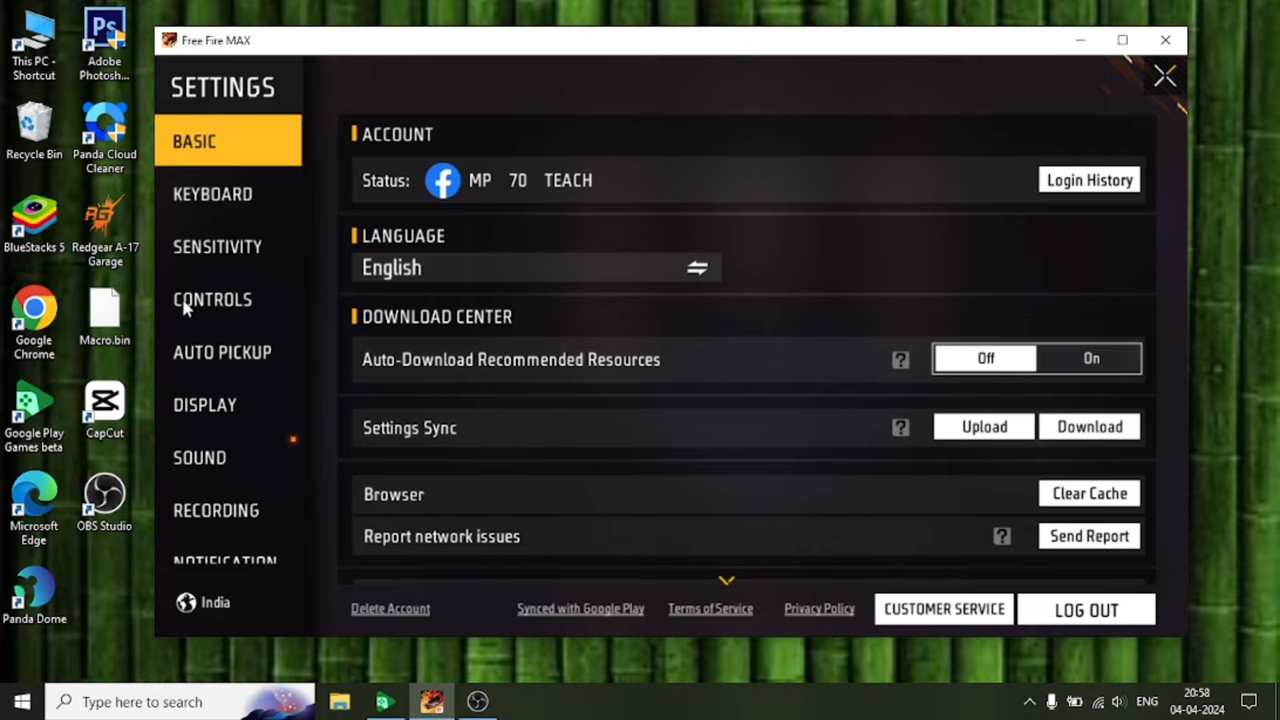 This PC - Shortcut
Adobe Photosh...
Recycle Bin
Panda Cloud Cleaner
BlueStacks 5
Redgear A-17 Garage
Google Chrome
Macro.bin
Google Play Games beta
CapCut
Microsoft Edge
OBS Studio
Panda Dome
Free Fire MAX
SETTINGS
BASIC
KEYBOARD
SENSITIVITY
CONTROLS
AUTO PICKUP
DISPLAY
SOUND
RECORDING
NOTIFICATION
India
ACCOUNT
Status: MP 70 TEACH Login History
LANGUAGE
English
DOWNLOAD CENTER
Auto-Download Recommended Resources ? Off On
Settings Sync ? Upload Download
Browser Clear Cache
Report network issues ? Send Report
Delete Account Synced with Google Play Terms of Service Privacy Policy CUSTOMER SERVICE LOG OUT
Type here to search
ENG
20:58
04-04-2024